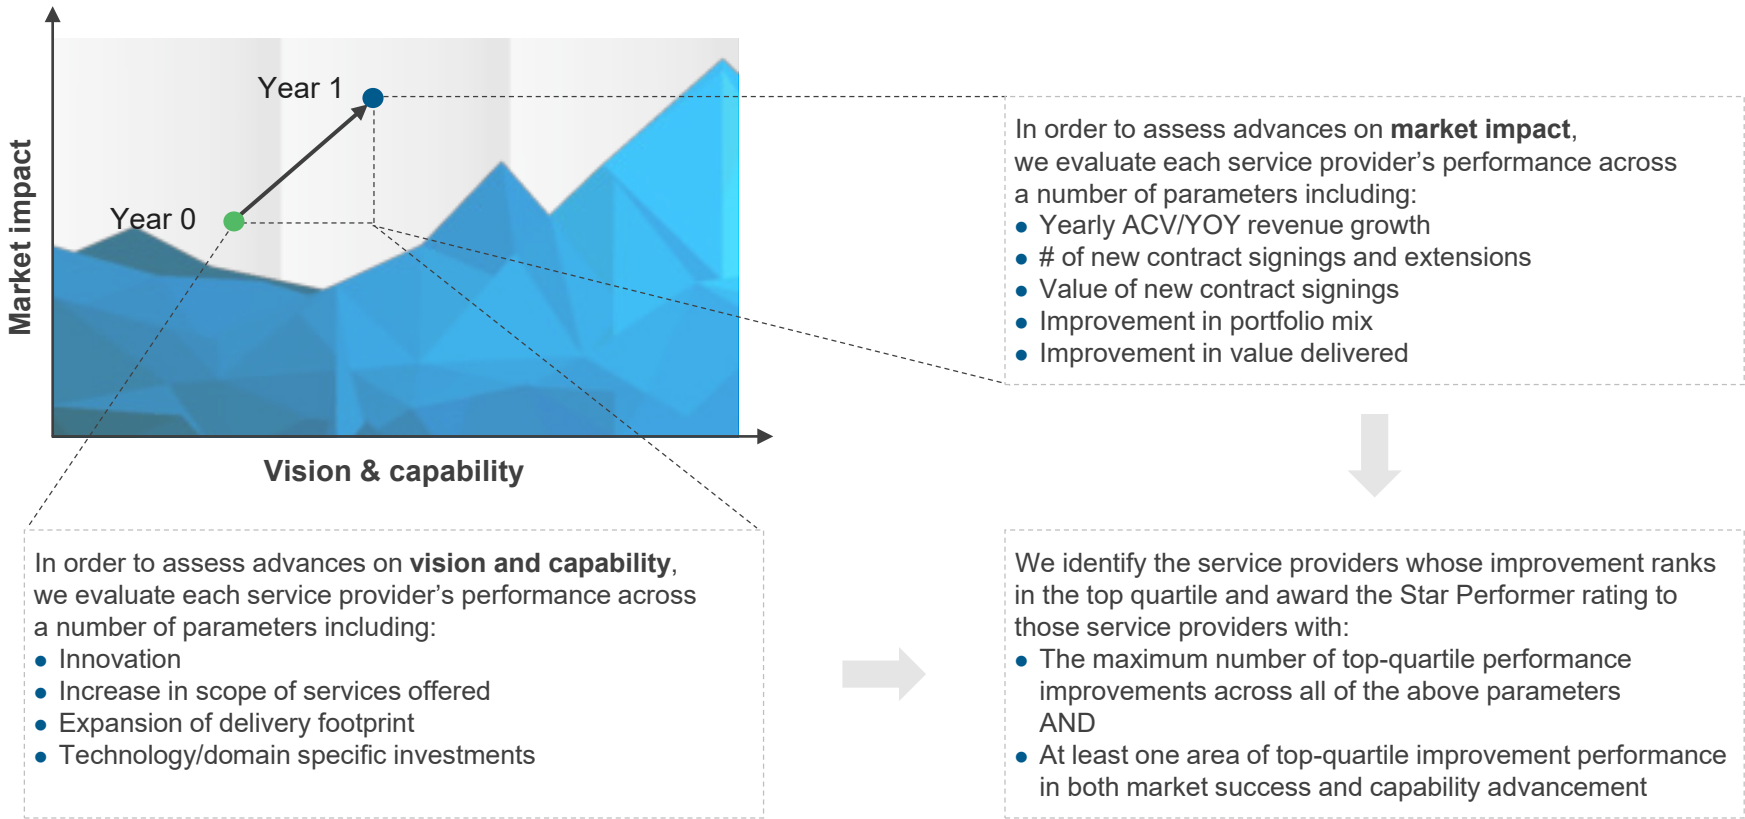 Year 1
Year 0
Market impact
Vision & capability
In order to assess advances on market impact,
we evaluate each service provider’s performance across
a number of parameters including:
● Yearly ACV/YOY revenue growth
● # of new contract signings and extensions
● Value of new contract signings
● Improvement in portfolio mix
● Improvement in value delivered
In order to assess advances on vision and capability,
we evaluate each service provider’s performance across
a number of parameters including:
● Innovation
● Increase in scope of services offered
● Expansion of delivery footprint
● Technology/domain specific investments
We identify the service providers whose improvement ranks
in the top quartile and award the Star Performer rating to
those service providers with:
● The maximum number of top-quartile performance
improvements across all of the above parameters
AND
● At least one area of top-quartile improvement performance
in both market success and capability advancement